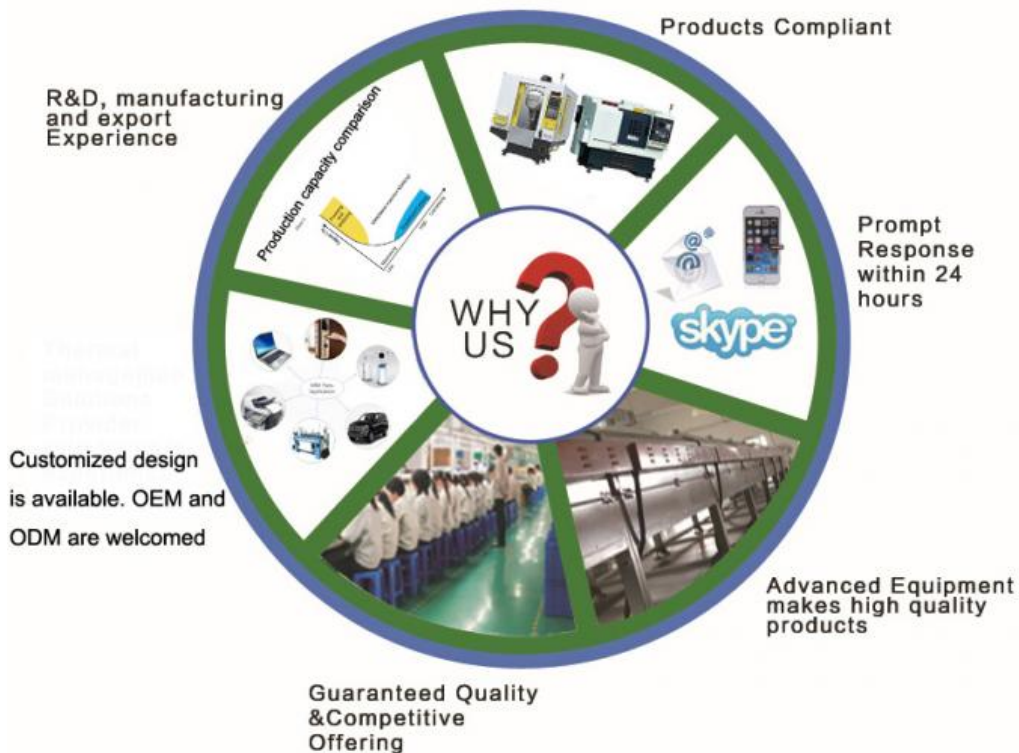 Products Compliant
R&D, manufacturing
and export
Experience
Production capacity comparison
Prompt
Response
within 24
hours
WHY
US
skype
Thermal
Customized design
is available. OEM and
ODM are welcomed
Advanced Equipment
makes high quality
products
Guaranteed Quality
&Competitive
Offering